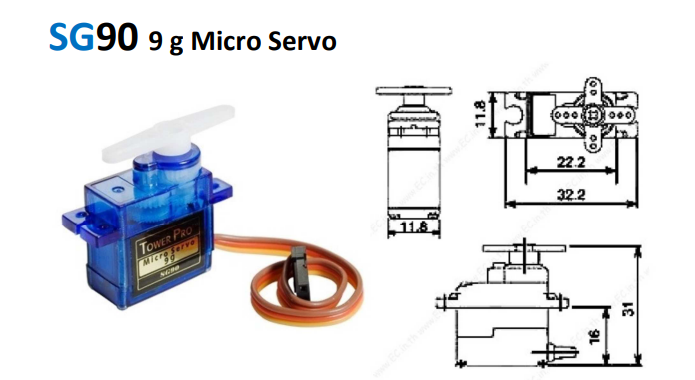 SG90 9 g Micro Servo
TOWER PRO
Micro Servo
9g
SG90
11.8
11.8
22.2
32.2
16
31